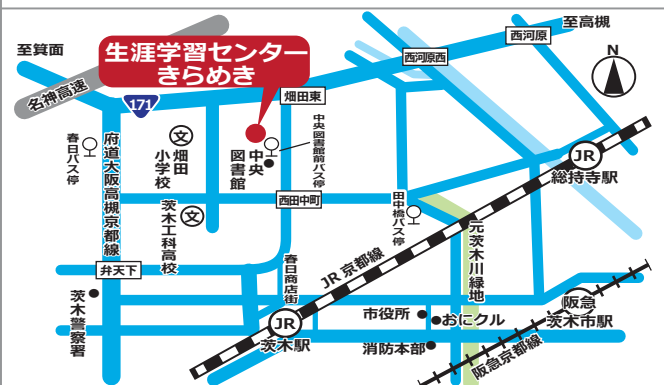 至箕面
名神高速
171
生涯学習センター
きらめき
西河原西
西河原
至高槻
N
畑田東
春日バス停
府道大阪高槻京都線
文
畑田
小学校
中央
図書館
中央図書館前バス停
JR
総持寺駅
西田中町
文
茨木工科高校
田中橋バス停
元茨木川緑地
弁天下
春日商店街
JR京都線
茨木警察署
JR
茨木駅
市役所
おにクル
消防本部
阪急
茨木市駅
阪急京都線